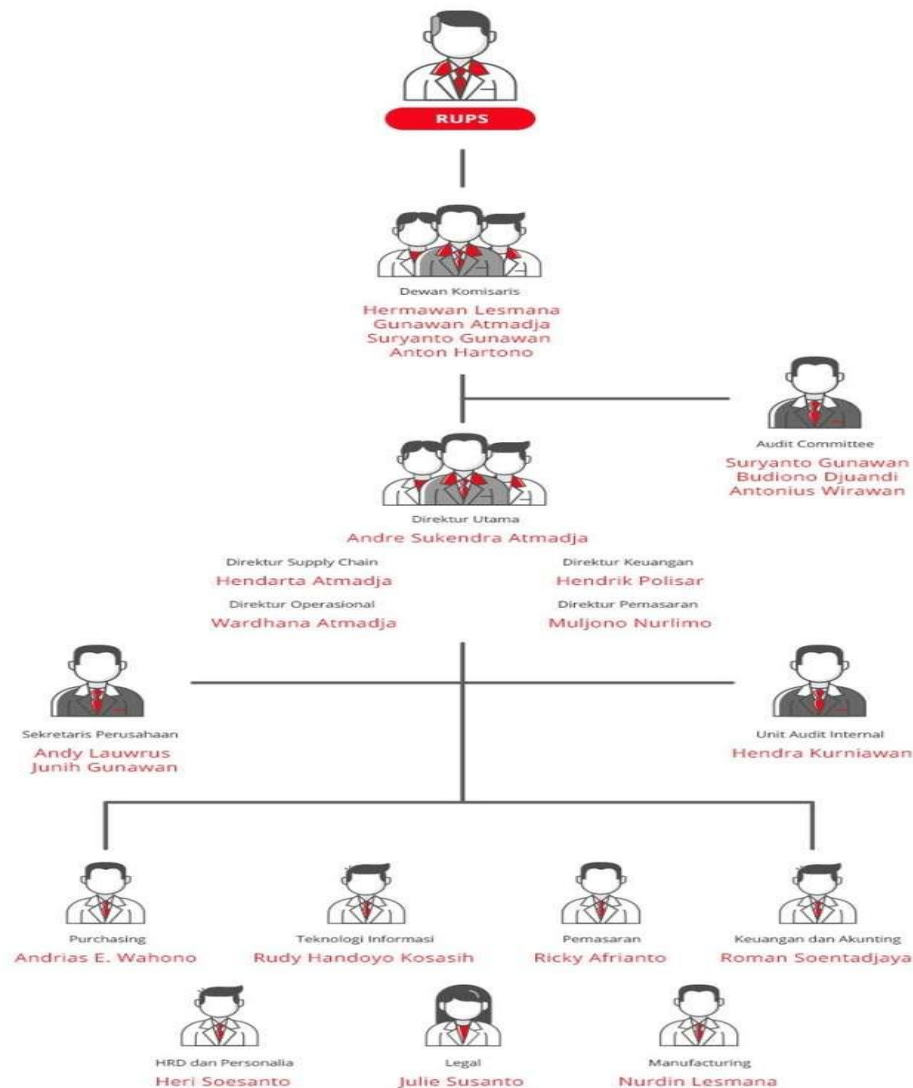 RUPS
Dewan Komisaris
Hermawan Lesmana
Gunawan Atmadja
Suryanto Gunawan
Anton Hartono
Audit Committee
Suryanto Gunawan
Budiono Djuandi
Antonius Wirawan
Direktur Utama
Andre Sukendra Atmadja
Direktur Supply Chain
Hendarta Atmadja
Direktur Keuangan
Hendrik Polisar
Direktur Operasional
Wardhana Atmadja
Direktur Pemasaran
Muljono Nurlimo
Sekretaris Perusahaan
Andy Lauwrus
Junih Gunawan
Unit Audit Internal
Hendra Kurniawan
Purchasing
Andrias E. Wahono
Teknologi Informasi
Rudy Handoyo Kosasih
Pemasaran
Ricky Afrianto
Keuangan dan Akunting
Roman Soentadjaya
HRD dan Personalia
Heri Soesanto
Legal
Julie Susanto
Manufacturing
Nurdin Lesmana